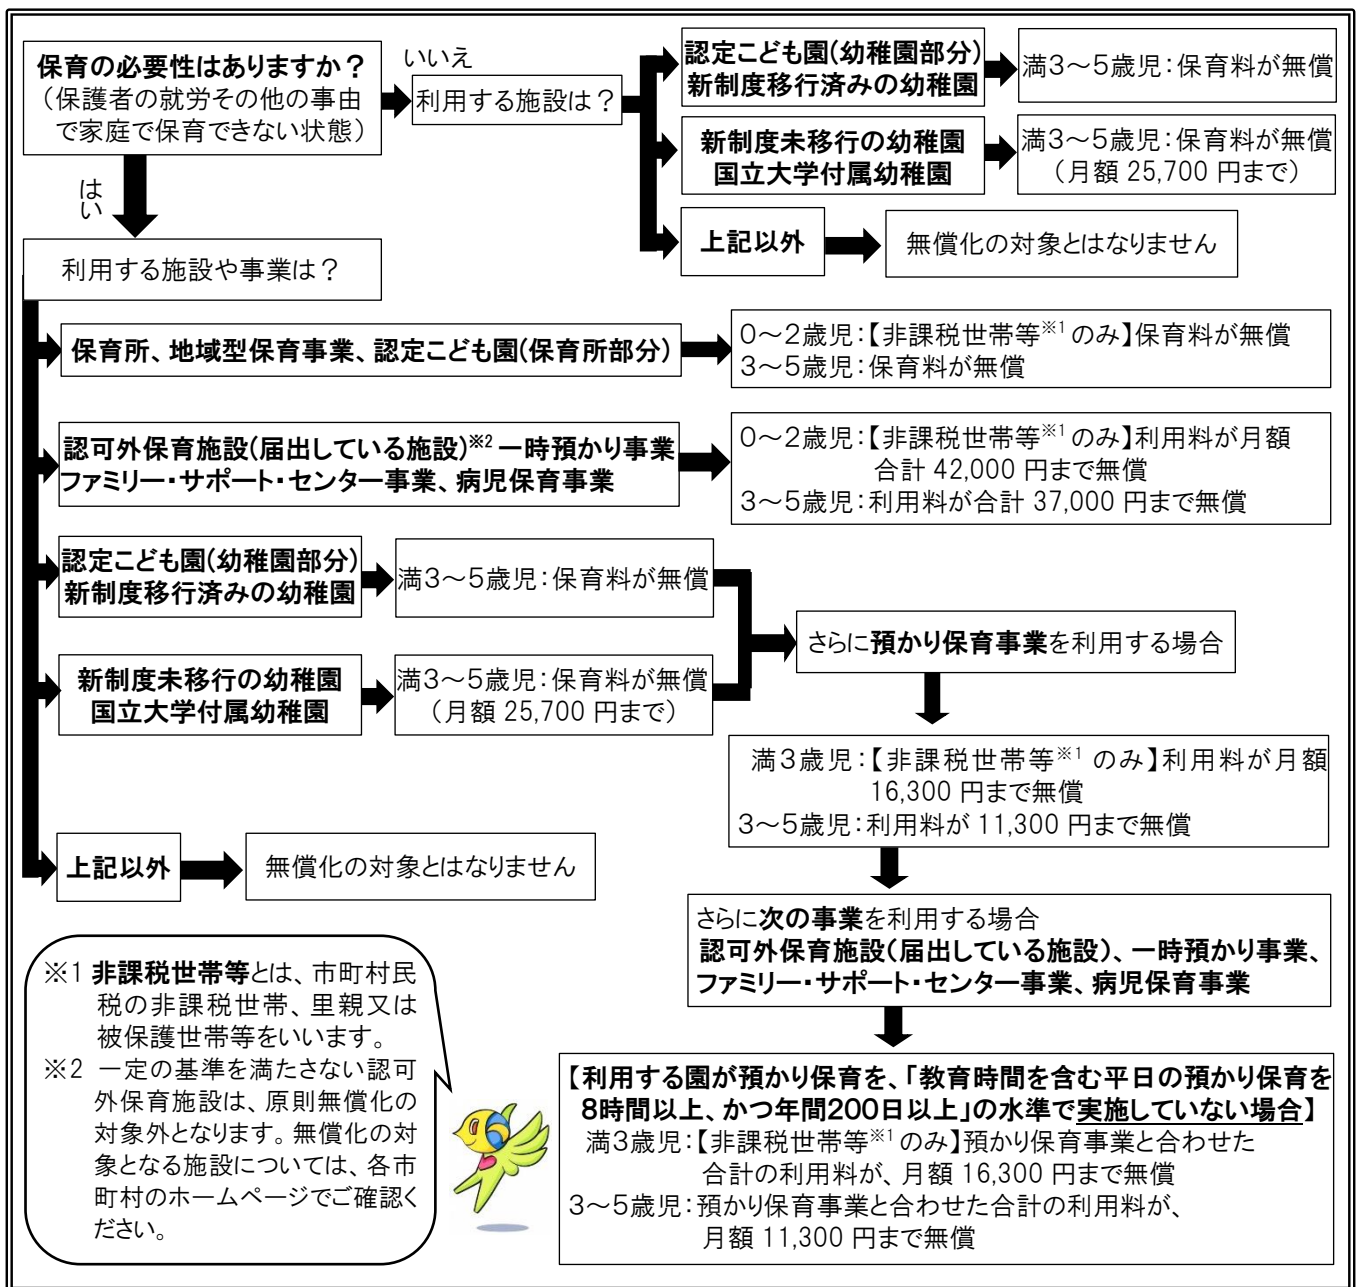 保育の必要性はありますか？
（保護者の就労その他の事由
で家庭で保育できない状態）
いいえ
利用する施設は？
認定こども園(幼稚園部分)
新制度移行済みの幼稚園
満３～５歳児：保育料が無償
新制度未移行の幼稚園
国立大学付属幼稚園
満３～５歳児：保育料が無償
（月額 25,700 円まで）
上記以外
無償化の対象とはなりません
はい
利用する施設や事業は？
保育所、地域型保育事業、認定こども園(保育所部分)
０～２歳児：【非課税世帯等※1 のみ】保育料が無償
３～５歳児：保育料が無償
認可外保育施設(届出している施設)※2 一時預かり事業
ファミリー・サポート・センター事業、病児保育事業
０～２歳児：【非課税世帯等※1 のみ】利用料が月額
合計 42,000 円まで無償
３～５歳児：利用料が合計 37,000 円まで無償
認定こども園(幼稚園部分)
新制度移行済みの幼稚園
満３～５歳児：保育料が無償
新制度未移行の幼稚園
国立大学付属幼稚園
満３～５歳児：保育料が無償
（月額 25,700 円まで）
さらに預かり保育事業を利用する場合
満３歳児：【非課税世帯等※1 のみ】利用料が月額
16,300 円まで無償
３～５歳児：利用料が 11,300 円まで無償
上記以外
無償化の対象とはなりません
さらに次の事業を利用する場合
認可外保育施設(届出している施設)、一時預かり事業、
ファミリー・サポート・センター事業、病児保育事業
【利用する園が預かり保育を、「教育時間を含む平日の預かり保育を
８時間以上、かつ年間200日以上」の水準で実施していない場合】
満３歳児：【非課税世帯等※1 のみ】預かり保育事業と合わせた
合計の利用料が、月額 16,300 円まで無償
３～５歳児：預かり保育事業と合わせた合計の利用料が、
月額 11,300 円まで無償
※1 非課税世帯等とは、市町村民
税の非課税世帯、里親又は
被保護世帯等をいいます。
※2 一定の基準を満たさない認可
外保育施設は、原則無償化の
対象外となります。無償化の対
象となる施設については、各市
町村のホームページでご確認く
ださい。